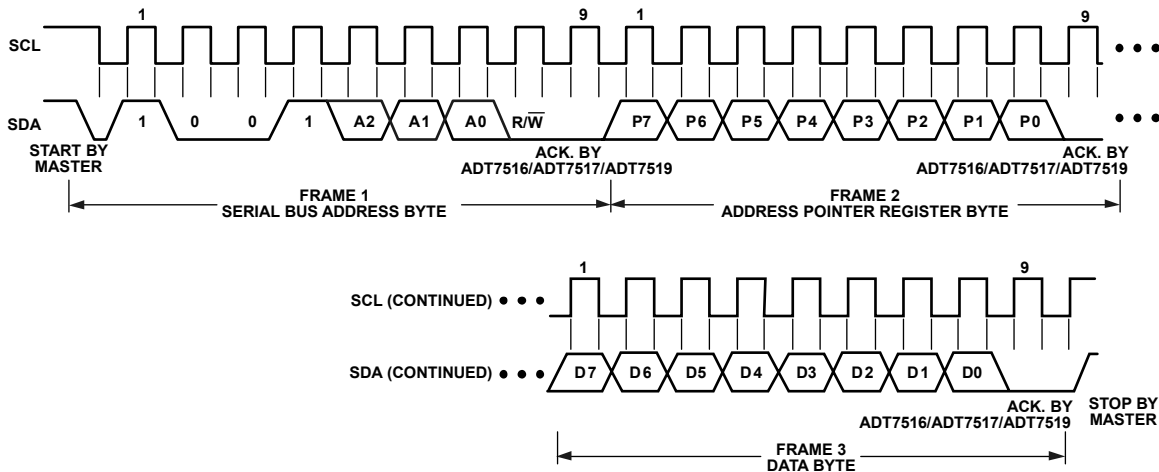 1 9 1 9
SCL
SDA 1 0 0 1 A2 A1 A0 R/W̅ P7 P6 P5 P4 P3 P2 P1 P0
START BY
MASTER
ACK. BY
ADT7516/ADT7517/ADT7519
ACK. BY
ADT7516/ADT7517/ADT7519
FRAME 1
SERIAL BUS ADDRESS BYTE
FRAME 2
ADDRESS POINTER REGISTER BYTE
1 9
SCL (CONTINUED)
SDA (CONTINUED) D7 D6 D5 D4 D3 D2 D1 D0
ACK. BY
ADT7516/ADT7517/ADT7519
STOP BY
MASTER
FRAME 3
DATA BYTE